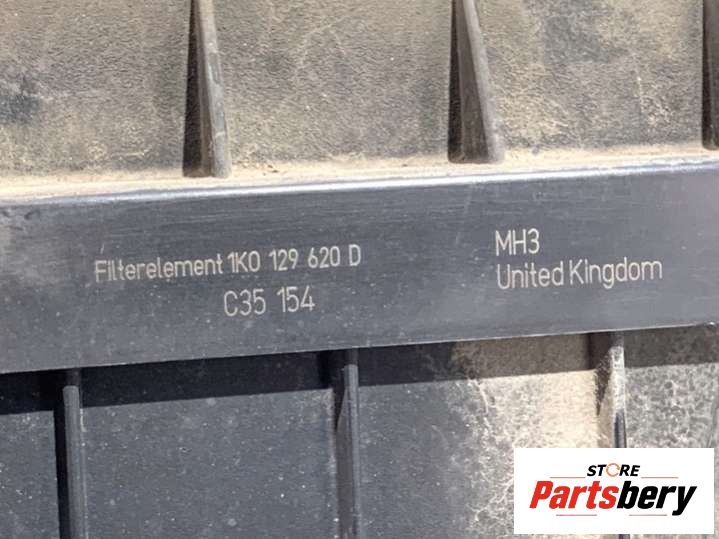 Filterelement 1K0 129 620 D
C35 154
MH3
United Kingdom
STORE
Partsbery